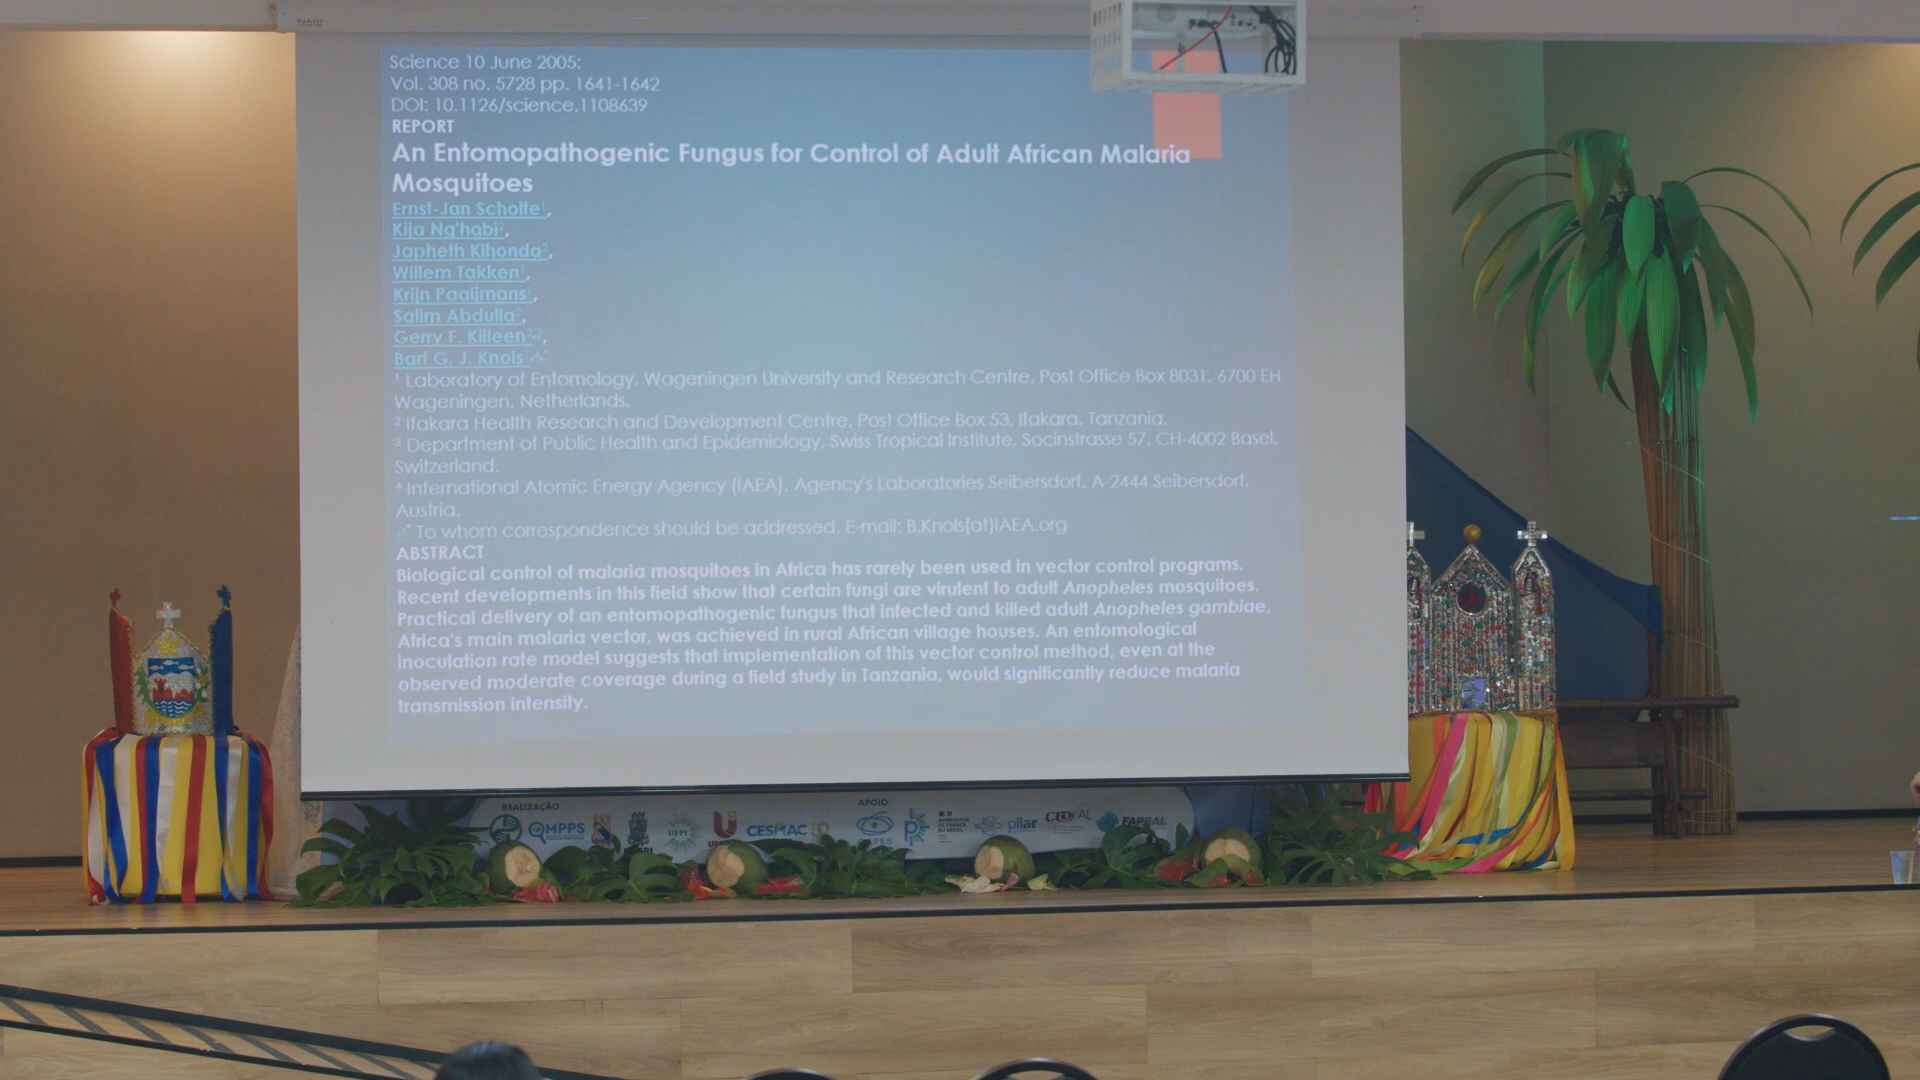 Science 10 June 2005:
Vol. 308 no. 5728 pp. 1641-1642
DOI: 10.1126/science.1108639
REPORT
An Entomopathogenic Fungus for Control of Adult African Malaria
Mosquitoes
Ernst-Jan Scholte1,
Kija Ng'habi2,
Japheth Kihonda2,
Willem Takken1,
Krijn Paaijmans1,
Salim Abdulla2,
Gerry F. Killeen2,3,
Bart G. J. Knols1,4,*
1 Laboratory of Entomology, Wageningen University and Research Centre, Post Office Box 8031, 6700 EH
Wageningen, Netherlands.
2 Ifakara Health Research and Development Centre, Post Office Box 53, Ifakara, Tanzania.
3 Department of Public Health and Epidemiology, Swiss Tropical Institute, Socinstrasse 57, CH-4002 Basel,
Switzerland.
4 International Atomic Energy Agency (IAEA), Agency's Laboratories Seibersdorf, A-2444 Seibersdorf,
Austria.
* To whom correspondence should be addressed. E-mail: B.Knols{at}IAEA.org
ABSTRACT
Biological control of malaria mosquitoes in Africa has rarely been used in vector control programs.
Recent developments in this field show that certain fungi are virulent to adult Anopheles mosquitoes.
Practical delivery of an entomopathogenic fungus that infected and killed adult Anopheles gambiae,
Africa's main malaria vector, was achieved in rural African village houses. An entomological
inoculation rate model suggests that implementation of this vector control method, even at the
observed moderate coverage during a field study in Tanzania, would significantly reduce malaria
transmission intensity.
REALIZAÇÃO
APOIO
MPPS
UFPI
CESMAC
pilar
AL
FAPEAL